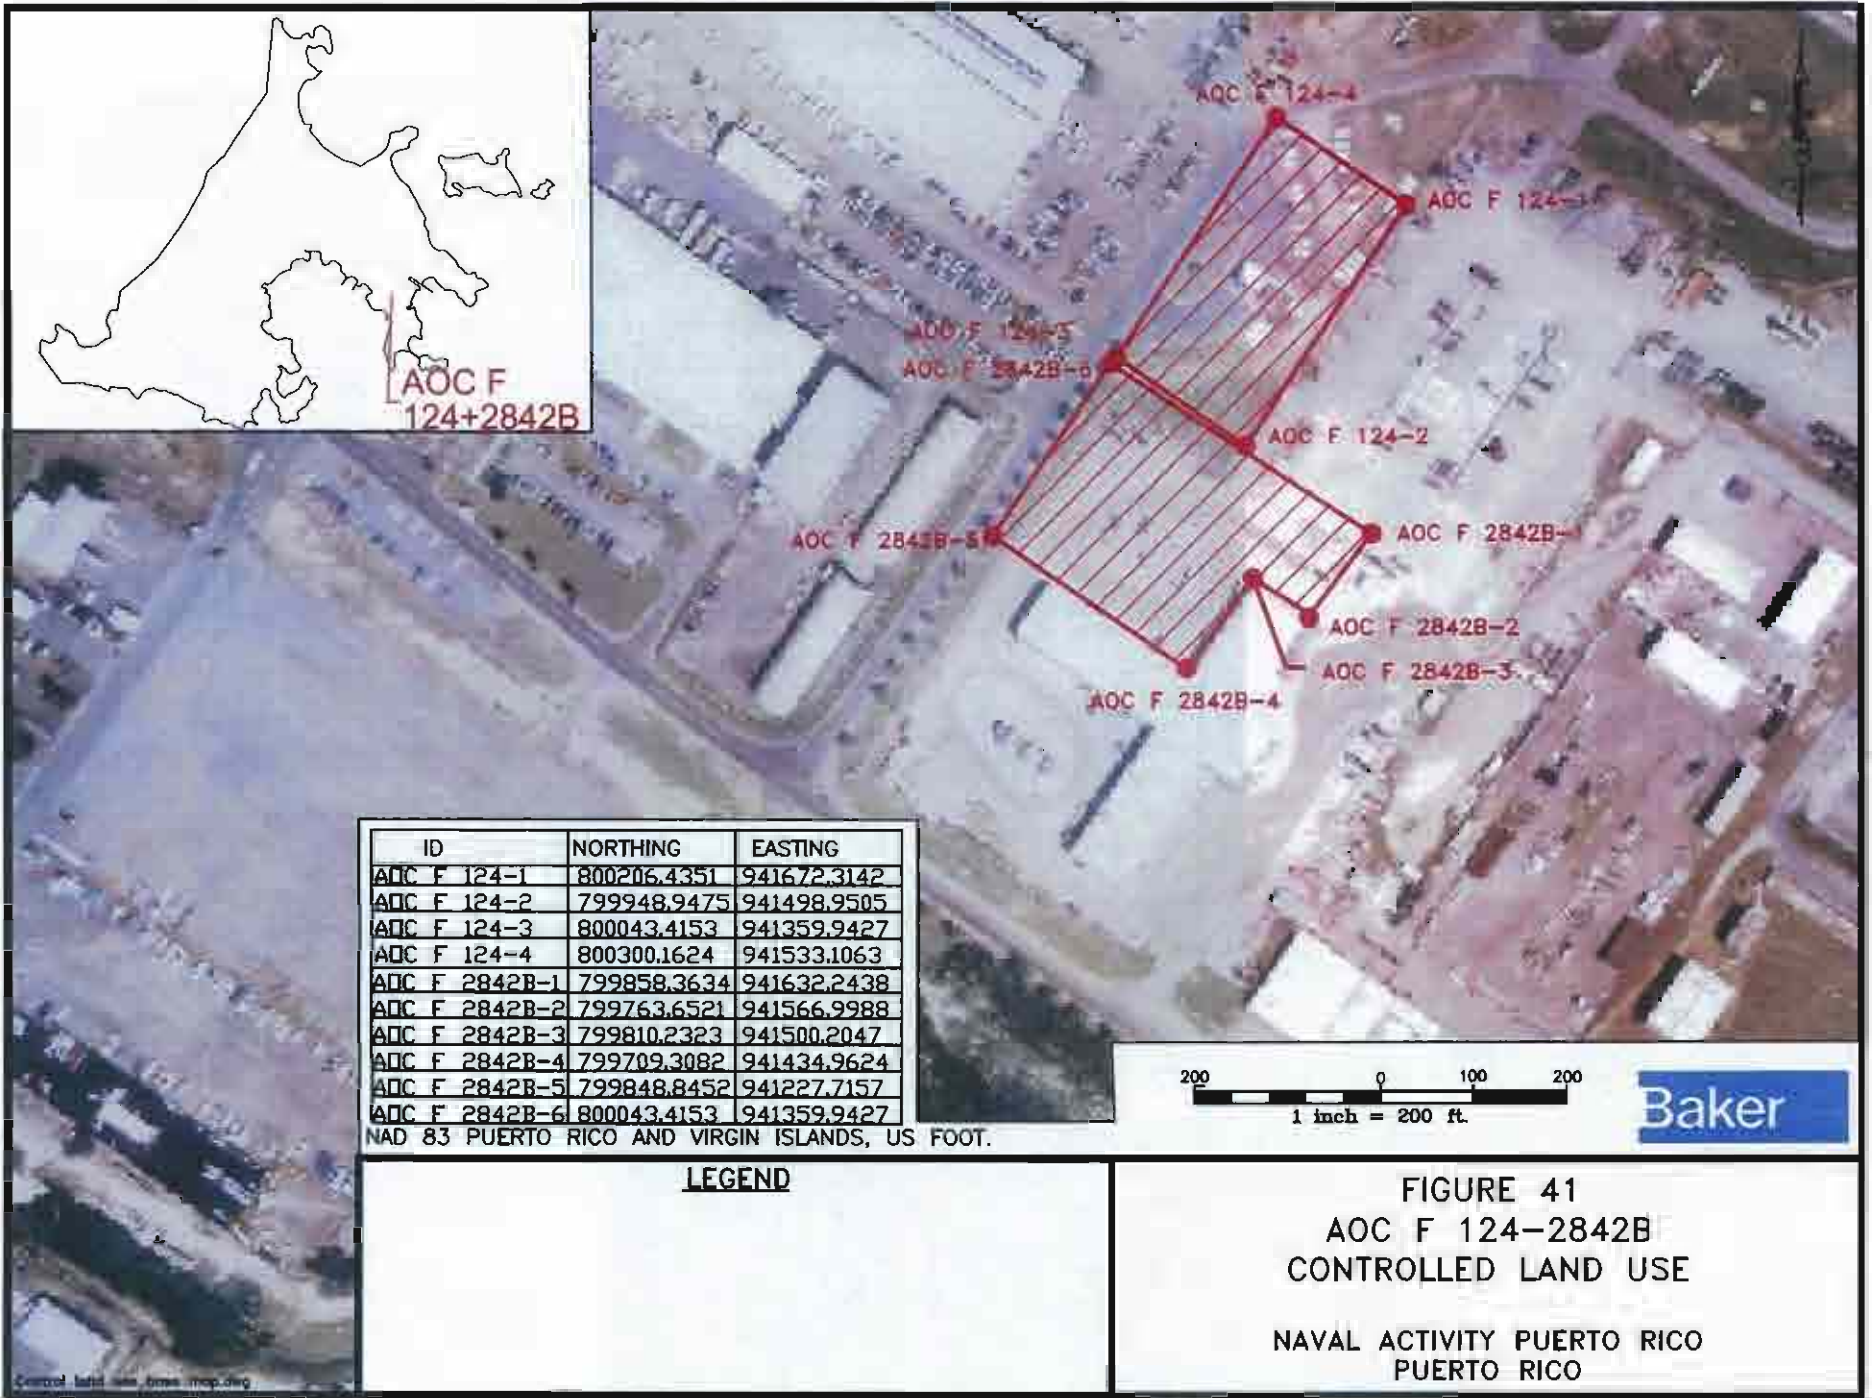 AOC F
124+2842B
AOC F 124-4
AOC F 124-1
AOC F 124-3
AOC F 2842B-6
AOC F 124-2
AOC F 2842B-5
AOC F 2842B-1
AOC F 2842B-2
AOC F 2842B-3
AOC F 2842B-4
ID NORTHING EASTING
AOC F 124-1 800206.4351 941672.3142
AOC F 124-2 799948.9475 941498.9505
AOC F 124-3 800043.4153 941359.9427
AOC F 124-4 800300.1624 941533.1063
AOC F 2842B-1 799858.3634 941632.2438
AOC F 2842B-2 799763.6521 941566.9988
AOC F 2842B-3 799810.2323 941500.2047
AOC F 2842B-4 799709.3082 941434.9624
AOC F 2842B-5 799848.8452 941227.7157
AOC F 2842B-6 800043.4153 941359.9427
NAD 83 PUERTO RICO AND VIRGIN ISLANDS, US FOOT.
200 0 100 200
1 inch = 200 ft.
Baker
LEGEND
FIGURE 41
AOC F 124-2842B
CONTROLLED LAND USE
NAVAL ACTIVITY PUERTO RICO
PUERTO RICO